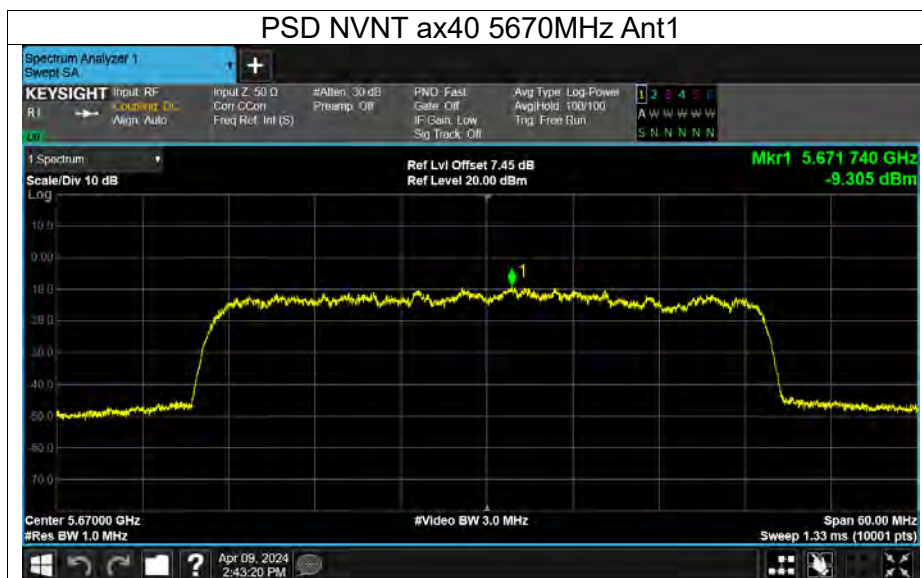 PSD NVNT ax40 5670MHz Ant1
Spectrum Analyzer 1
Swept SA
+
KEYSIGHT Input: RF Input Z: 50 Ω #Atten: 30 dB PNO: Fast Avg Type: Log-Power 1 2 3 4 5 6
R L Coupling: DC Corr CCorr Preamp: Off Gate: Off Avg|Hold: 100/100 A W W W W W
Align: Auto Freq Ref: Int (S) IF Gain: Low Trig: Free Run
Sig Track: Off S N N N N N
1 Spectrum Ref Lvl Offset 7.45 dB Mkr1 5.671 740 GHz
Scale/Div 10 dB Ref Level 20.00 dBm -9.305 dBm
Log
10.0
0.00
-10.0
-20.0
-30.0
-40.0
-50.0
-60.0
-70.0
1
Center 5.67000 GHz #Video BW 3.0 MHz Span 60.00 MHz
#Res BW 1.0 MHz Sweep 1.33 ms (10001 pts)
? Apr 09, 2024
2:43:20 PM